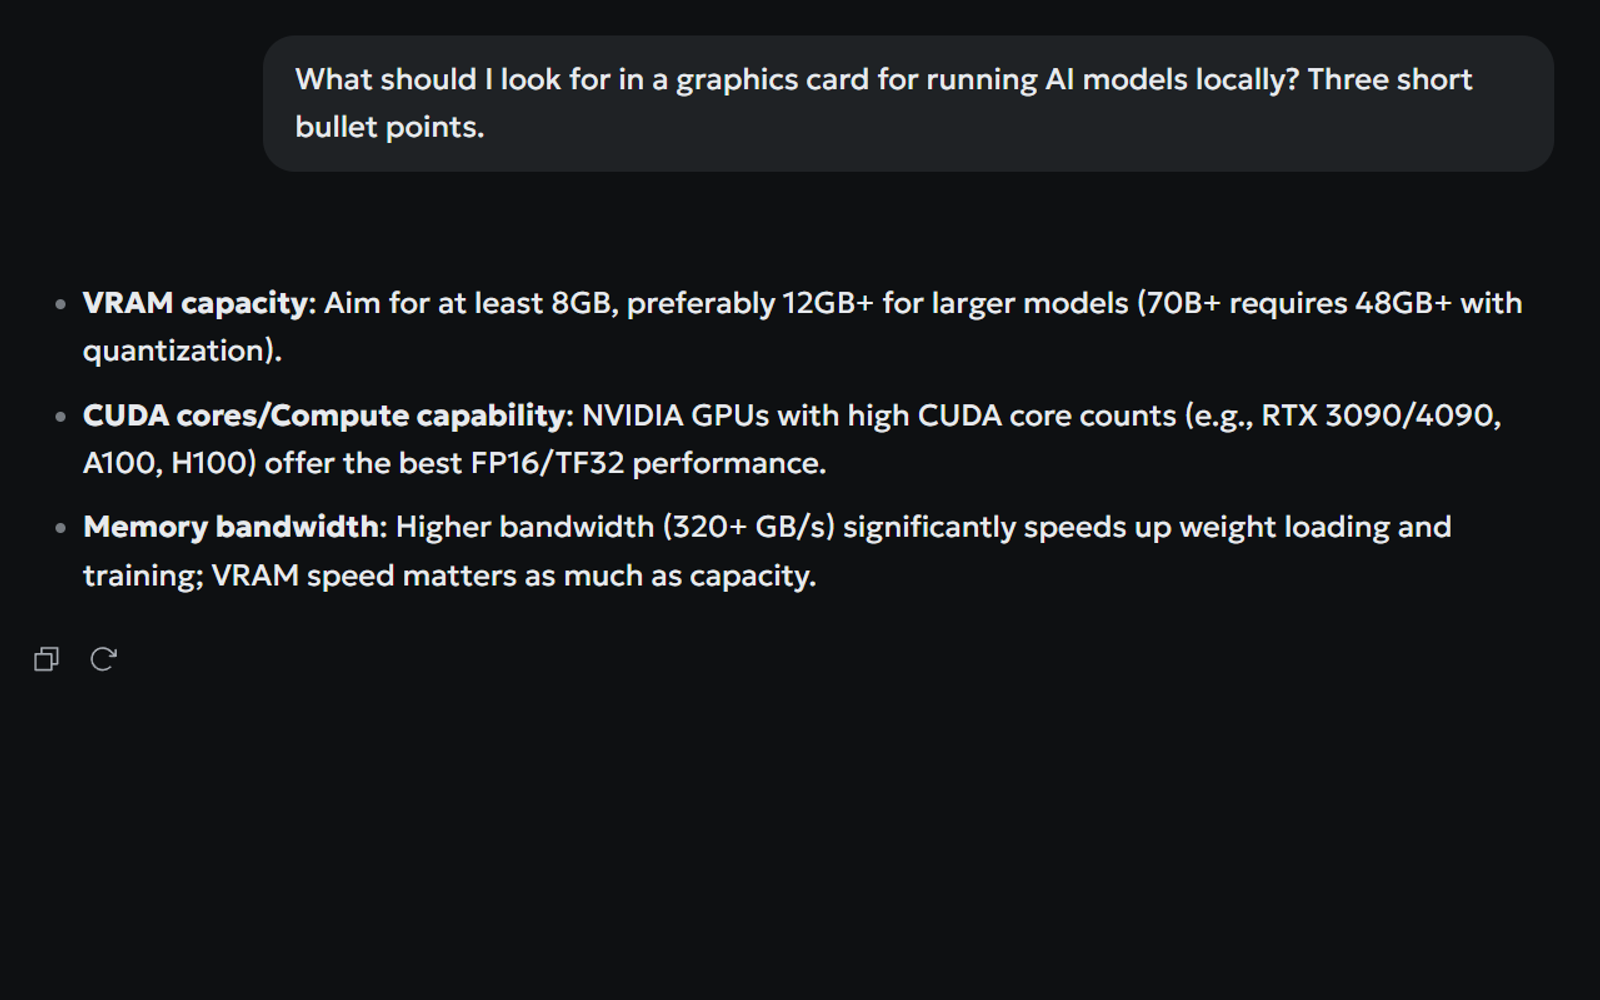 What should I look for in a graphics card for running AI models locally? Three short
bullet points.
VRAM capacity: Aim for at least 8GB, preferably 12GB+ for larger models (70B+ requires 48GB+ with
quantization).
CUDA cores/Compute capability: NVIDIA GPUs with high CUDA core counts (e.g., RTX 3090/4090,
A100, H100) offer the best FP16/TF32 performance.
Memory bandwidth: Higher bandwidth (320+ GB/s) significantly speeds up weight loading and
training; VRAM speed matters as much as capacity.